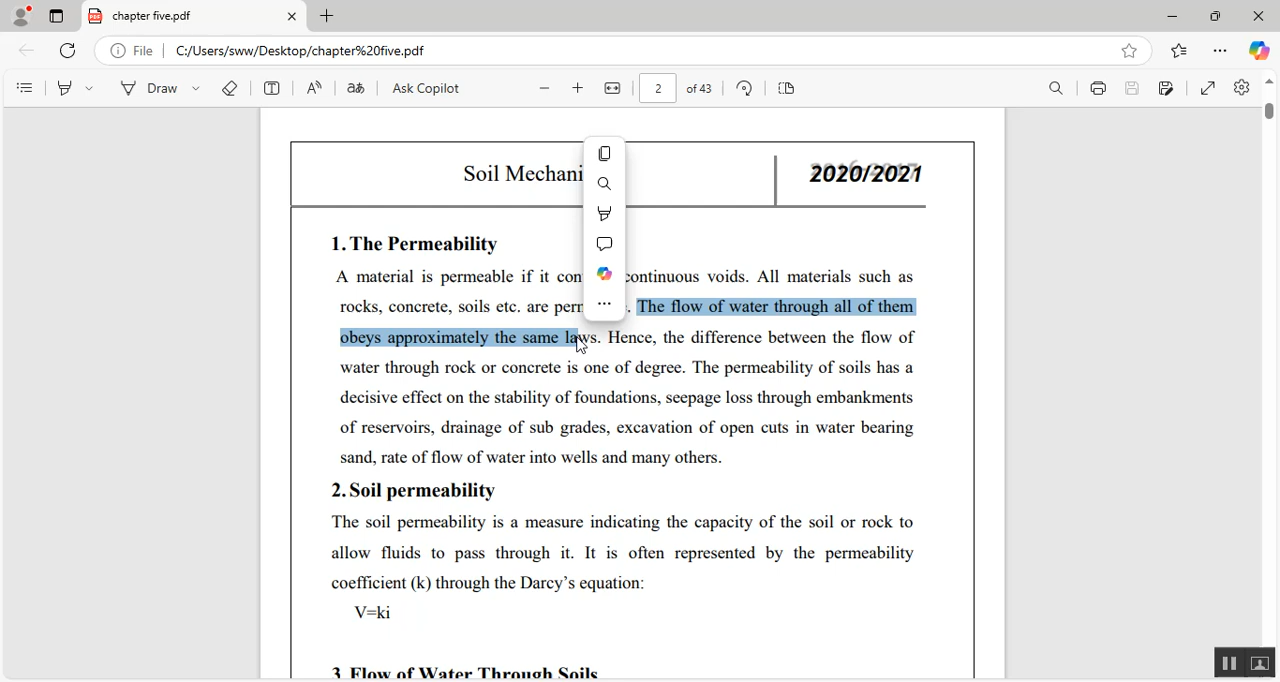 chapter five.pdf
File C:/Users/sww/Desktop/chapter%20five.pdf
Draw aあ Ask Copilot 2 of 43
Soil Mechani 2020/2021
1. The Permeability
A material is permeable if it con continuous voids. All materials such as
rocks, concrete, soils etc. are perm . The flow of water through all of them
obeys approximately the same laws. Hence, the difference between the flow of
water through rock or concrete is one of degree. The permeability of soils has a
decisive effect on the stability of foundations, seepage loss through embankments
of reservoirs, drainage of sub grades, excavation of open cuts in water bearing
sand, rate of flow of water into wells and many others.
2. Soil permeability
The soil permeability is a measure indicating the capacity of the soil or rock to
allow fluids to pass through it. It is often represented by the permeability
coefficient (k) through the Darcy’s equation:
V=ki
3. Flow of Water Through Soils